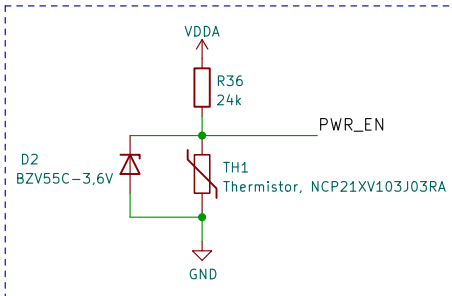 VDDA
R36
24k
PWR_EN
D2
BZV55C-3,6V
TH1
Thermistor, NCP21XV103J03RA
GND